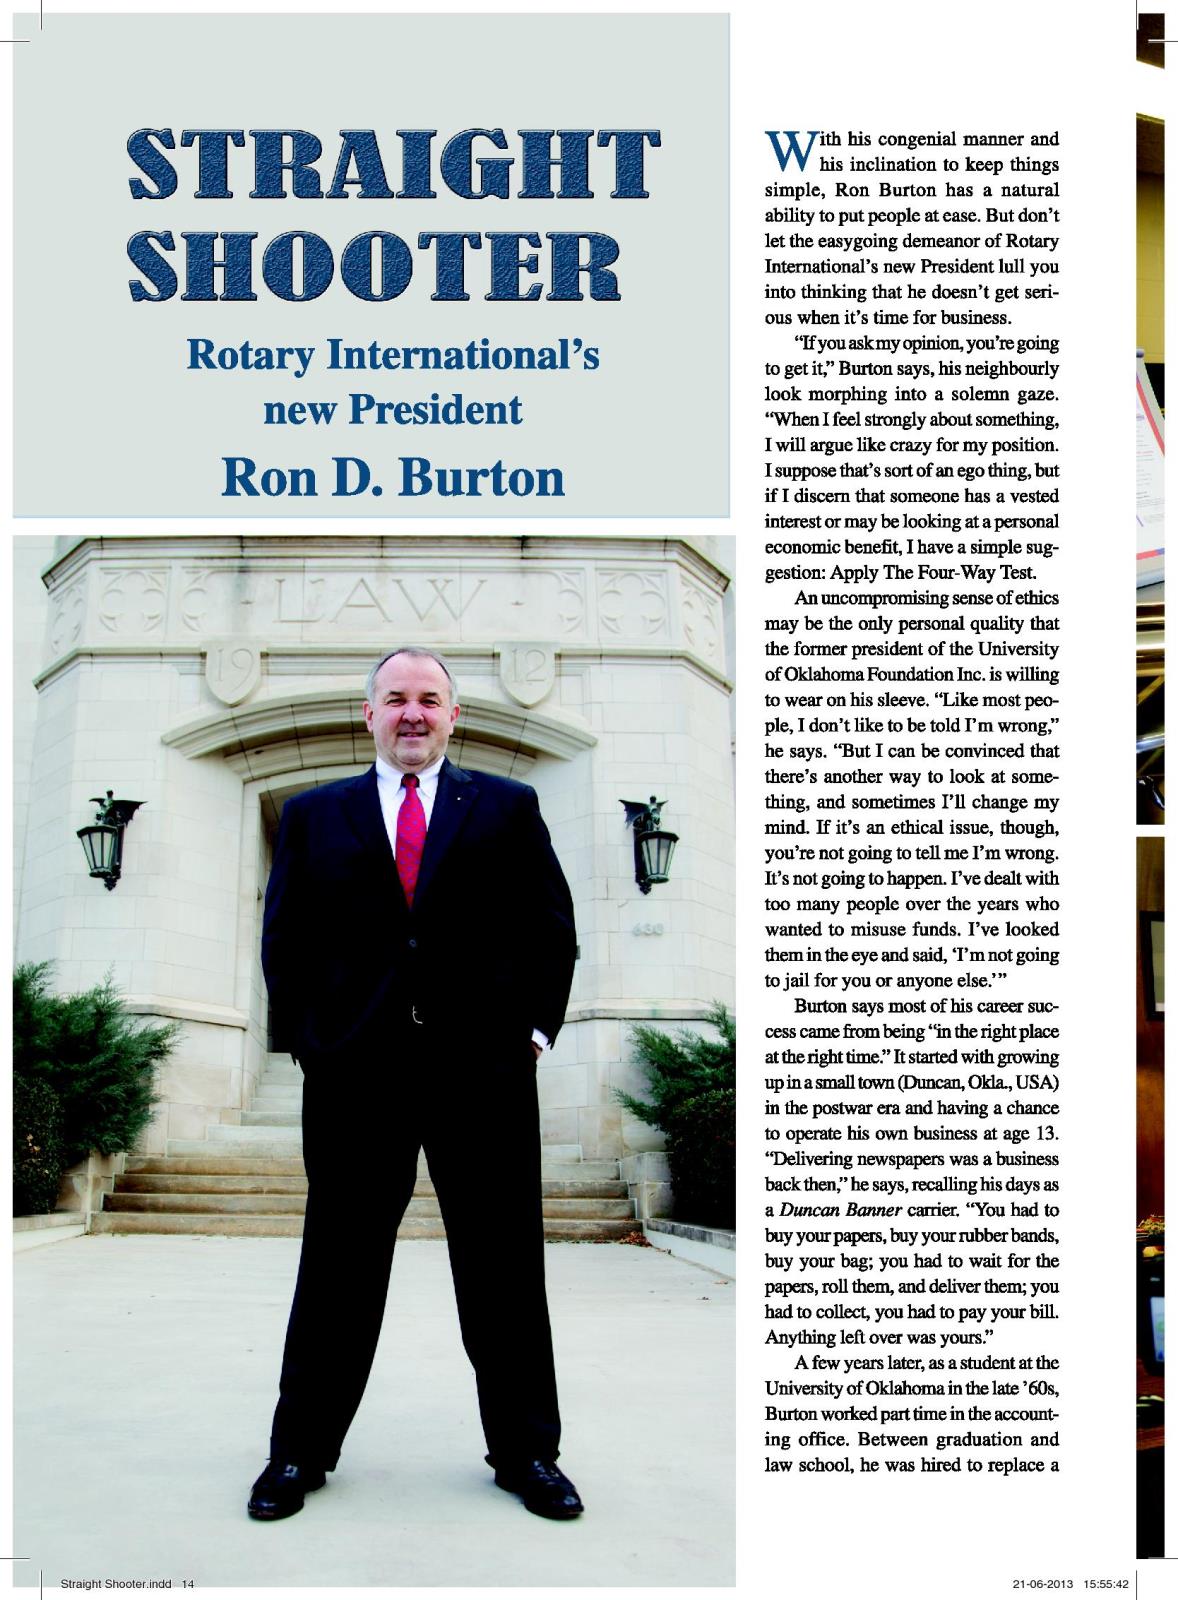 STRAIGHT
SHOOTER
Rotary International's
new President
Ron D. Burton
LAW
19 12
630
With his congenial manner and
his inclination to keep things
simple, Ron Burton has a natural
ability to put people at ease. But don't
let the easygoing demeanor of Rotary
International's new President lull you
into thinking that he doesn't get seri-
ous when it's time for business.
"If you ask my opinion, you're going
to get it," Burton says, his neighbourly
look morphing into a solemn gaze.
"When I feel strongly about something,
I will argue like crazy for my position.
I suppose that's sort of an ego thing, but
if I discern that someone has a vested
interest or may be looking at a personal
economic benefit, I have a simple sug-
gestion: Apply The Four-Way Test.
An uncompromising sense of ethics
may be the only personal quality that
the former president of the University
of Oklahoma Foundation Inc. is willing
to wear on his sleeve. "Like most peo-
ple, I don't like to be told I'm wrong,"
he says. "But I can be convinced that
there's another way to look at some-
thing, and sometimes I'll change my
mind. If it's an ethical issue, though,
you're not going to tell me I'm wrong.
It's not going to happen. I've dealt with
too many people over the years who
wanted to misuse funds. I've looked
them in the eye and said, 'I'm not going
to jail for you or anyone else.'"
Burton says most of his career suc-
cess came from being "in the right place
at the right time." It started with growing
up in a small town (Duncan, Okla., USA)
in the postwar era and having a chance
to operate his own business at age 13.
"Delivering newspapers was a business
back then," he says, recalling his days as
a Duncan Banner carrier. "You had to
buy your papers, buy your rubber bands,
buy your bag; you had to wait for the
papers, roll them, and deliver them; you
had to collect, you had to pay your bill.
Anything left over was yours."
A few years later, as a student at the
University of Oklahoma in the late '60s,
Burton worked part time in the account-
ing office. Between graduation and
law school, he was hired to replace a
Straight Shooter.indd 14
21-06-2013 15:55:42